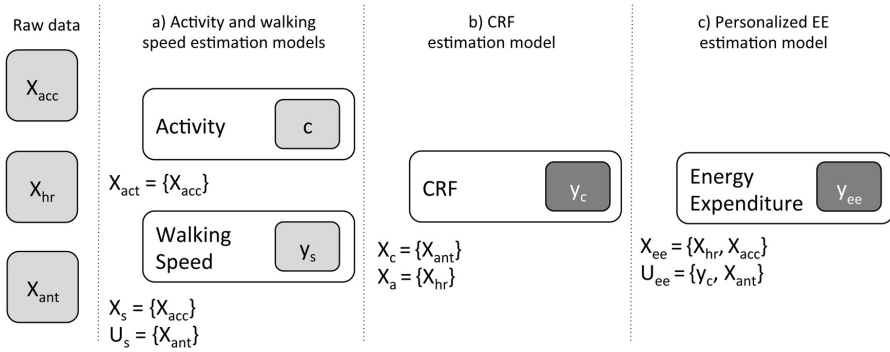 Raw data
X_acc
X_hr
X_ant
a) Activity and walking
speed estimation models
Activity
c
X_act = {X_acc}
Walking
Speed
y_s
X_s = {X_acc}
U_s = {X_ant}
b) CRF
estimation model
CRF
y_c
X_c = {X_ant}
X_a = {X_hr}
c) Personalized EE
estimation model
Energy
Expenditure
y_ee
X_ee = {X_hr, X_acc}
U_ee = {y_c, X_ant}